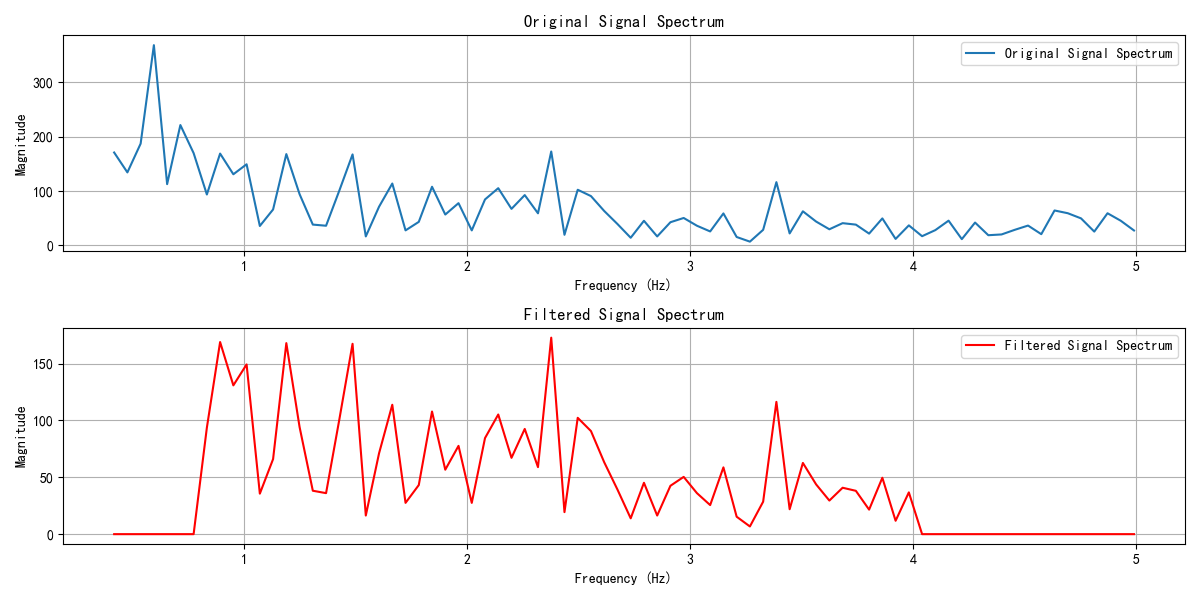 Original Signal Spectrum
Original Signal Spectrum
Magnitude
300
200
100
0
1 2 3 4 5
Frequency (Hz)
Filtered Signal Spectrum
Filtered Signal Spectrum
Magnitude
150
100
50
0
1 2 3 4 5
Frequency (Hz)